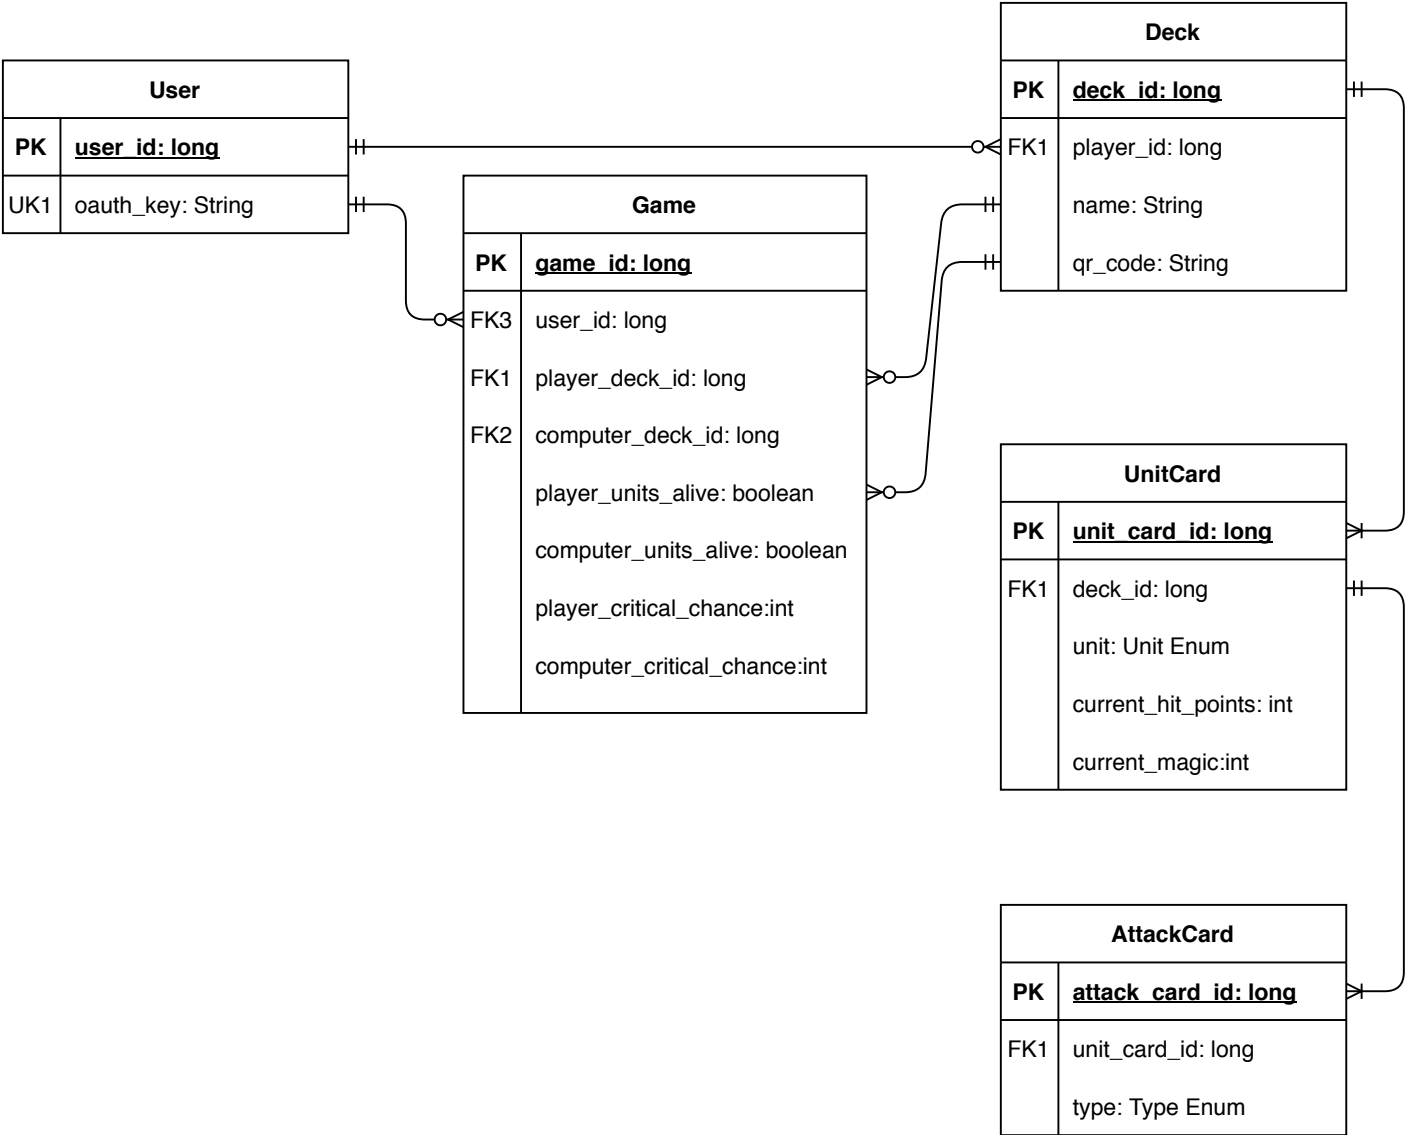 User
PK user_id: long
UK1 oauth_key: String
Game
PK game_id: long
FK3 user_id: long
FK1 player_deck_id: long
FK2 computer_deck_id: long
player_units_alive: boolean
computer_units_alive: boolean
player_critical_chance:int
computer_critical_chance:int
Deck
PK deck_id: long
FK1 player_id: long
name: String
qr_code: String
UnitCard
PK unit_card_id: long
FK1 deck_id: long
unit: Unit Enum
current_hit_points: int
current_magic:int
AttackCard
PK attack_card_id: long
FK1 unit_card_id: long
type: Type Enum